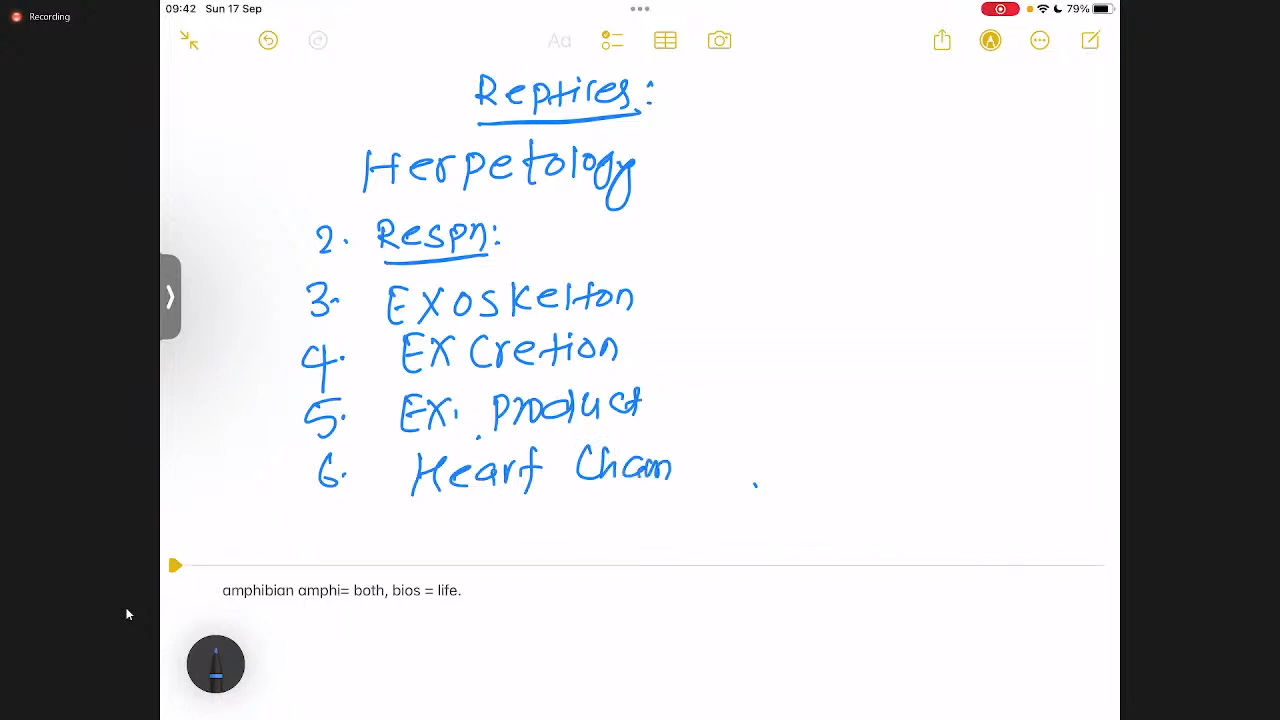 Recording
09:42 Sun 17 Sep
79%
Aa
Reptiles:
Herpetology
2. Respn:
3. Exoskelton
4. Excretion
5. Ex. product
6. Heart Cham
amphibian amphi= both, bios = life.